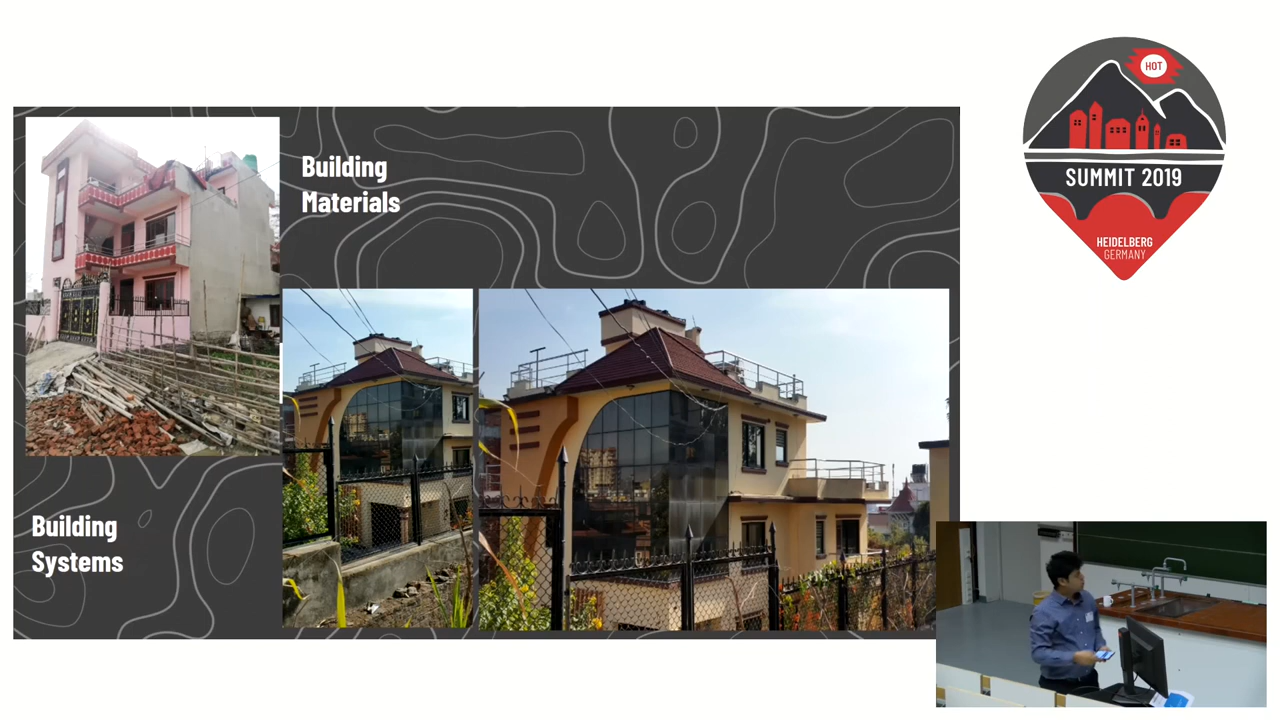 Building
Materials
Building
Systems
HOT
SUMMIT 2019
HEIDELBERG
GERMANY